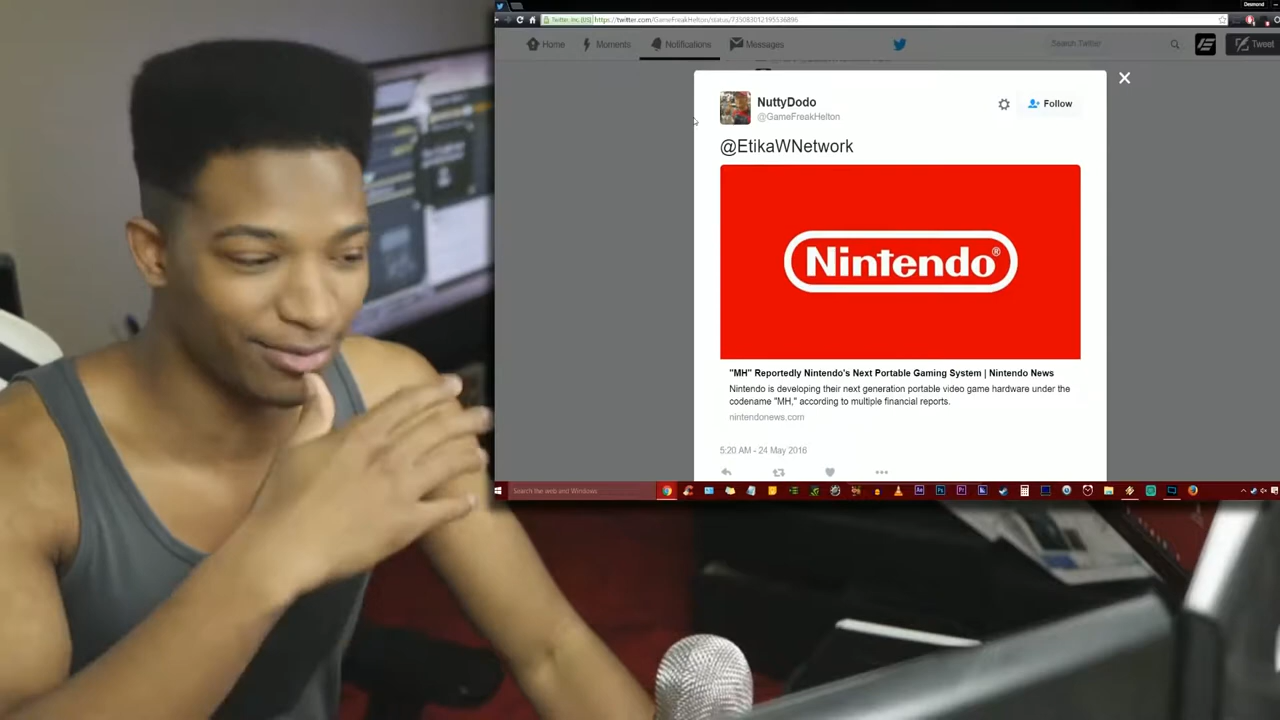 Desmond
Twitter, Inc. [US] https://twitter.com/GameFreakHelton/status/735083012195536896
Home Moments Notifications Messages Search Twitter Tweet
NuttyDodo
@GameFreakHelton
Follow
@EtikaWNetwork
Nintendo®
"MH" Reportedly Nintendo's Next Portable Gaming System | Nintendo News
Nintendo is developing their next generation portable video game hardware under the
codename "MH," according to multiple financial reports.
nintendonews.com
5:20 AM - 24 May 2016
Search the web and Windows